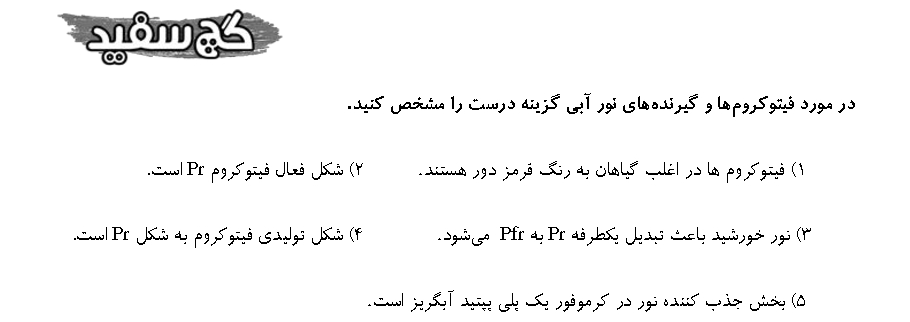 گچ سفید
در مورد فیتوکروم‌ها و گیرنده‌های نور آبی گزینه درست را مشخص کنید.
۱) فیتوکروم ها در اغلب گیاهان به رنگ قرمز دور هستند. ۲) شکل فعال فیتوکروم Pr است.
۳) نور خورشید باعث تبدیل یکطرفه Pr به Pfr می‌شود. ۴) شکل تولیدی فیتوکروم به شکل Pr است.
۵) بخش جذب کننده نور در کرموفور یک پلی پپتید آبگریز است.